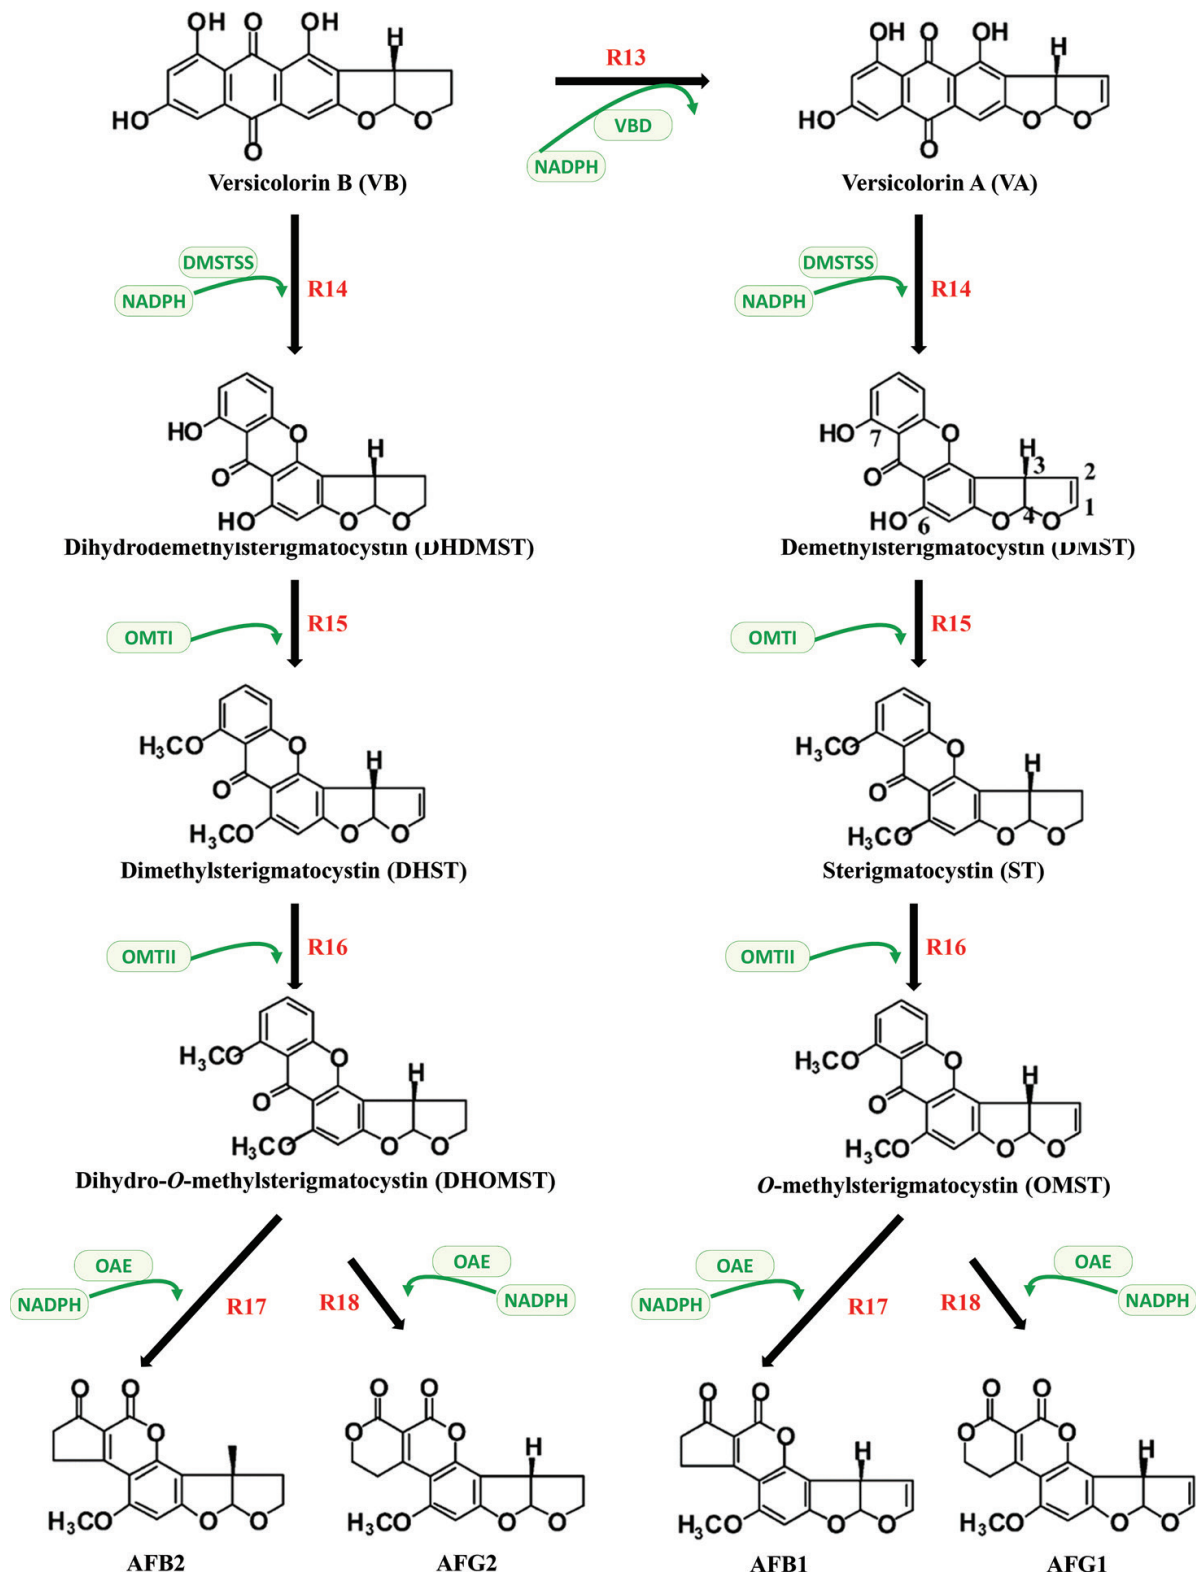 OH O OH H
HO O O O
Versicolorin B (VB)
R13
VBD
NADPH
OH O OH H
HO O O O
Versicolorin A (VA)
DMSTSS
NADPH
R14
DMSTSS
NADPH
R14
HO O H
O
HO O O
Dihydrodemethylsterigmatocystin (DHDMST)
HO 7 O H 3 2
O 1
HO 6 O 4 O
Demethylsterigmatocystin (DMST)
OMTI
R15
OMTI
R15
H₃CO O H
O
H₃CO O O
Dimethylsterigmatocystin (DHST)
H₃CO O H
O
H₃CO O O
Sterigmatocystin (ST)
OMTII
R16
OMTII
R16
H₃CO O H
O
H₃CO O O
Dihydro-O-methylsterigmatocystin (DHOMST)
H₃CO O H
O
H₃CO O O
O-methylsterigmatocystin (OMST)
OAE
NADPH
R17
R18
OAE
NADPH
OAE
NADPH
R17
R18
OAE
NADPH
O O
O
H₃CO O O
AFB2
O O
O O H
H₃CO O O
AFG2
O O
O H
H₃CO O O
AFB1
O O
O O H
H₃CO O O
AFG1